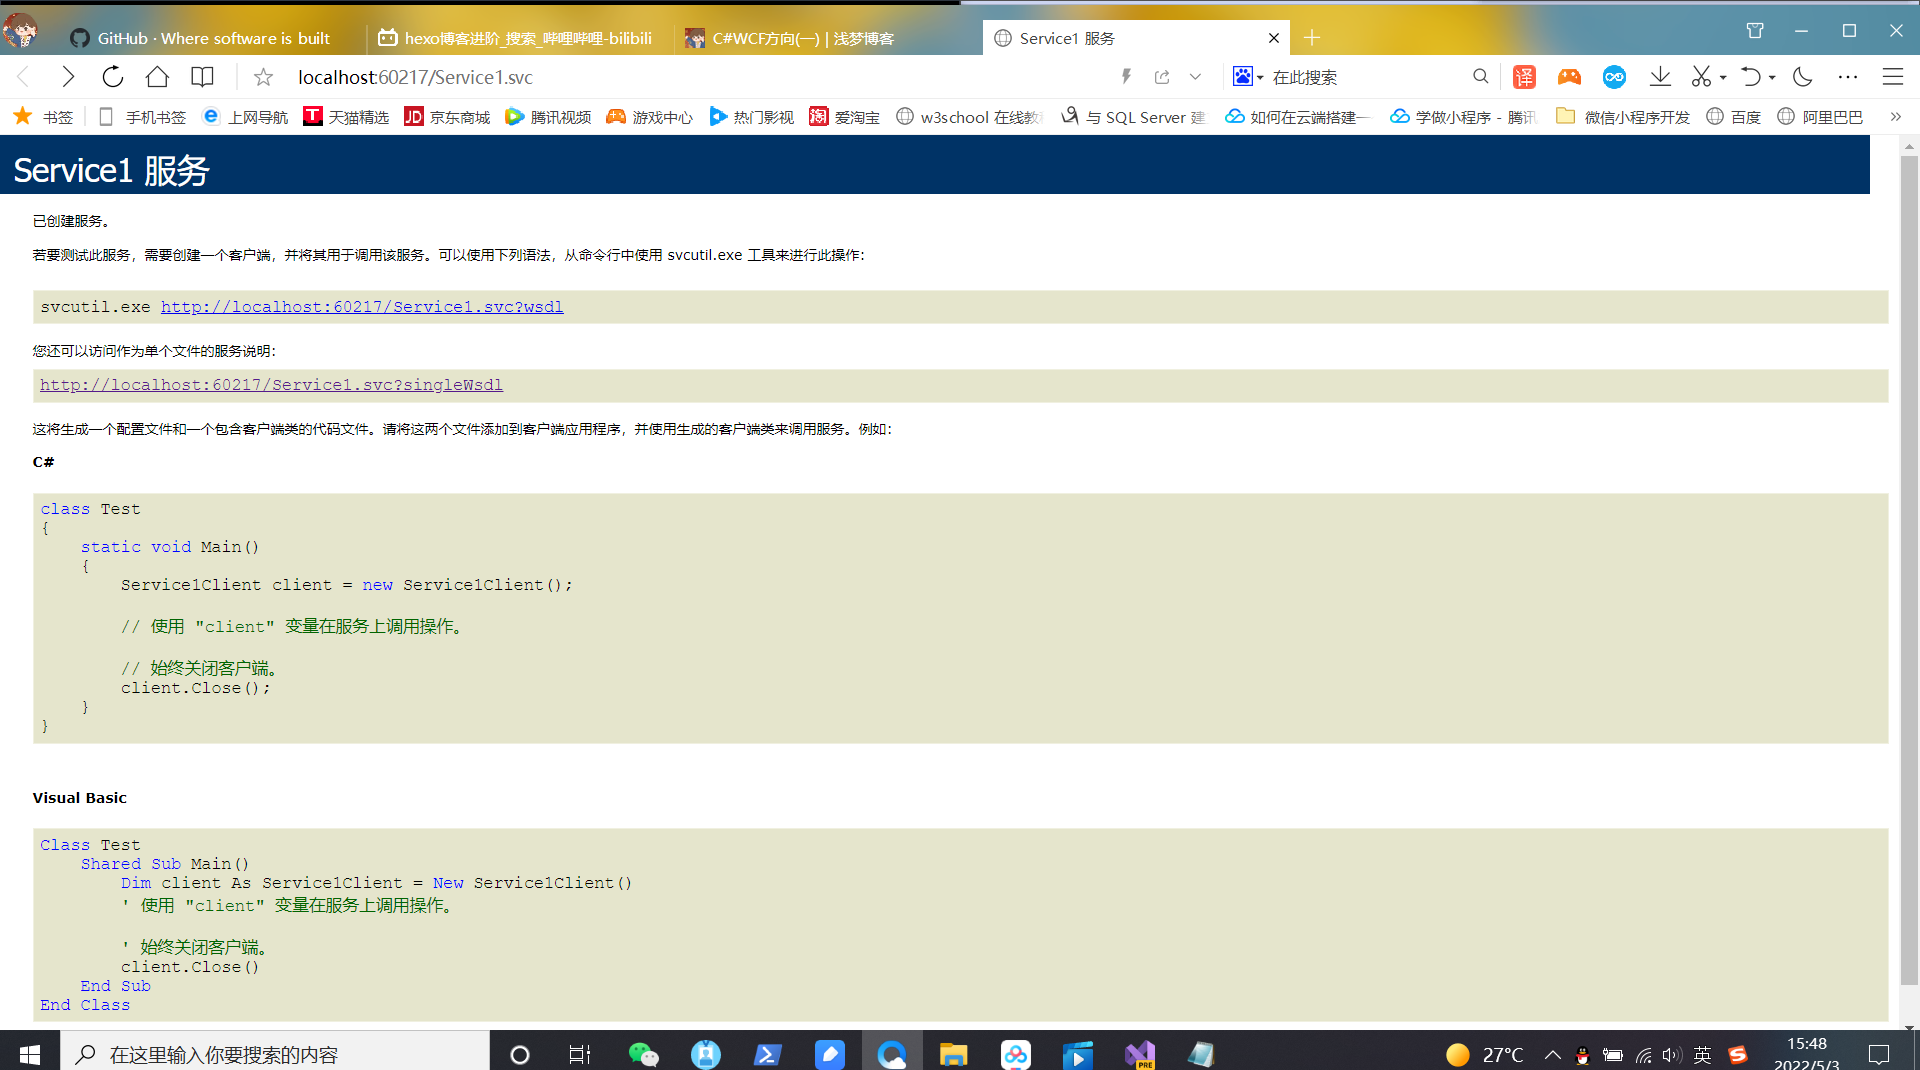 GitHub · Where software is built
hexo博客进阶_搜索_哔哩哔哩-bilibili
C#WCF方向(一) | 浅梦博客
Service1 服务
localhost:60217/Service1.svc
在此搜索
译
书签
手机书签
上网导航
天猫精选
JD 京东商城
腾讯视频
游戏中心
热门影视
淘 爱淘宝
w3school 在线教
与 SQL Server 建
如何在云端搭建一
学做小程序 - 腾讯
微信小程序开发
百度
阿里巴巴
Service1 服务
已创建服务。
若要测试此服务，需要创建一个客户端，并将其用于调用该服务。可以使用下列语法，从命令行中使用 svcutil.exe 工具来进行此操作:
svcutil.exe http://localhost:60217/Service1.svc?wsdl
您还可以访问作为单个文件的服务说明:
http://localhost:60217/Service1.svc?singleWsdl
这将生成一个配置文件和一个包含客户端类的代码文件。请将这两个文件添加到客户端应用程序，并使用生成的客户端类来调用服务。例如:
C#
class Test
{
    static void Main()
    {
        Service1Client client = new Service1Client();
        // 使用 "client" 变量在服务上调用操作。
        // 始终关闭客户端。
        client.Close();
    }
}
Visual Basic
Class Test
    Shared Sub Main()
        Dim client As Service1Client = New Service1Client()
        ' 使用 "client" 变量在服务上调用操作。
        ' 始终关闭客户端。
        client.Close()
    End Sub
End Class
在这里输入你要搜索的内容
PRE
27°C
英
15:48
2022/5/3